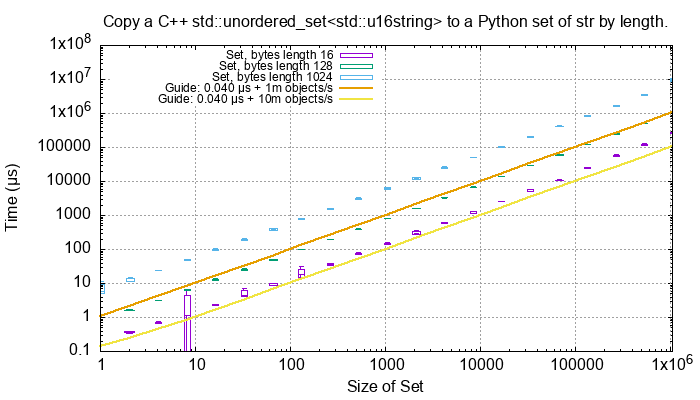 Copy a C++ std::unordered_set<std::u16string> to a Python set of str by length.
Set, bytes length 16
Set, bytes length 128
Set, bytes length 1024
Guide: 0.040 µs + 1m objects/s
Guide: 0.040 µs + 10m objects/s
Time (µs)
1x10^8
1x10^7
1x10^6
100000
10000
1000
100
10
1
0.1
1 10 100 1000 10000 100000 1x10^6
Size of Set